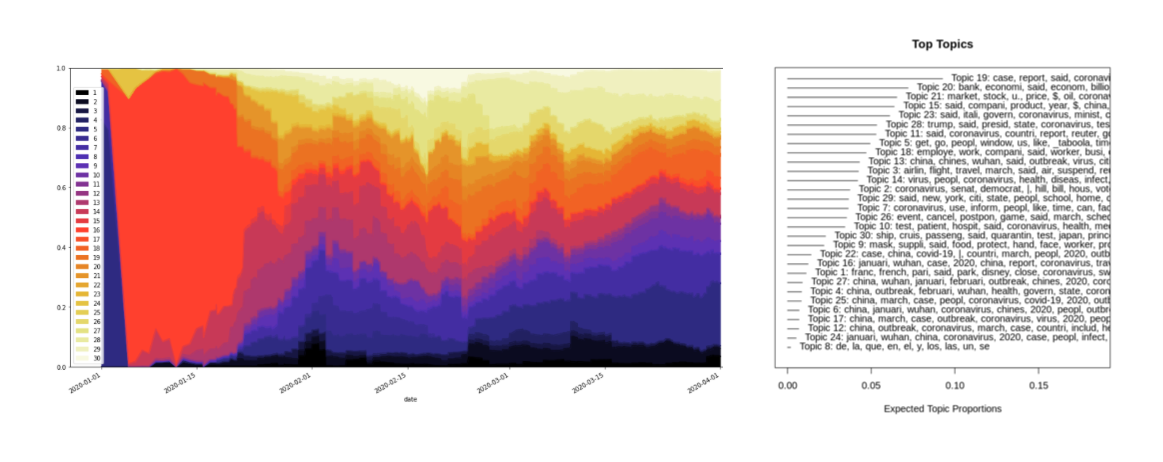 1.0
0.8
0.6
0.4
0.2
0.0
1
2
3
4
5
6
7
8
9
10
11
12
13
14
15
16
17
18
19
20
21
22
23
24
25
26
27
28
29
30
2020-01-01
2020-01-15
2020-02-01
2020-02-15
2020-03-01
2020-03-15
2020-04-01
date
Top Topics
Topic 19: case, report, said, coronavi
Topic 20: bank, economi, said, econom, billio
Topic 21: market, stock, u., price, $, oil, corona
Topic 15: said, compani, product, year, $, china,
Topic 23: said, itali, govern, coronavirus, minist, c
Topic 28: trump, said, presid, state, coronavirus, tes
Topic 11: said, coronavirus, countri, report, reuter, go
Topic 5: get, go, peopl, window, us, like, _taboola, tim
Topic 18: employe, work, compani, said, worker, busi, 
Topic 13: china, chines, wuhan, said, outbreak, virus, citi
Topic 3: airlin, flight, travel, march, said, air, suspend, re
Topic 14: virus, peopl, coronavirus, health, diseas, infect,
Topic 2: coronavirus, senat, democrat, |, hill, bill, hous, vot
Topic 29: said, new, york, citi, state, peopl, school, home, c
Topic 7: coronavirus, use, inform, peopl, like, time, can, fac
Topic 26: event, cancel, postpon, game, said, march, sched
Topic 10: test, patient, hospit, said, coronavirus, health, me
Topic 30: ship, cruis, passeng, said, quarantin, test, japan, princ
Topic 9: mask, suppli, said, food, protect, hand, face, worker, pro
Topic 22: case, china, covid-19, |, countri, march, peopl, 2020, outb
Topic 16: januari, wuhan, case, 2020, china, report, coronavirus, trav
Topic 1: franc, french, pari, said, park, disney, close, coronavirus, sw
Topic 27: china, wuhan, januari, februari, outbreak, chines, 2020, coro
Topic 4: china, outbreak, februari, wuhan, health, govern, state, coron
Topic 25: china, march, case, peopl, coronavirus, covid-19, 2020, outb
Topic 6: china, januari, wuhan, coronavirus, chines, 2020, peopl, outbr
Topic 17: china, march, case, outbreak, coronavirus, virus, 2020, peop
Topic 12: china, outbreak, coronavirus, march, case, countri, includ, he
Topic 24: januari, wuhan, china, coronavirus, 2020, case, peopl, infect,
Topic 8: de, la, que, en, el, y, los, las, un, se
0.00
0.05
0.10
0.15
Expected Topic Proportions